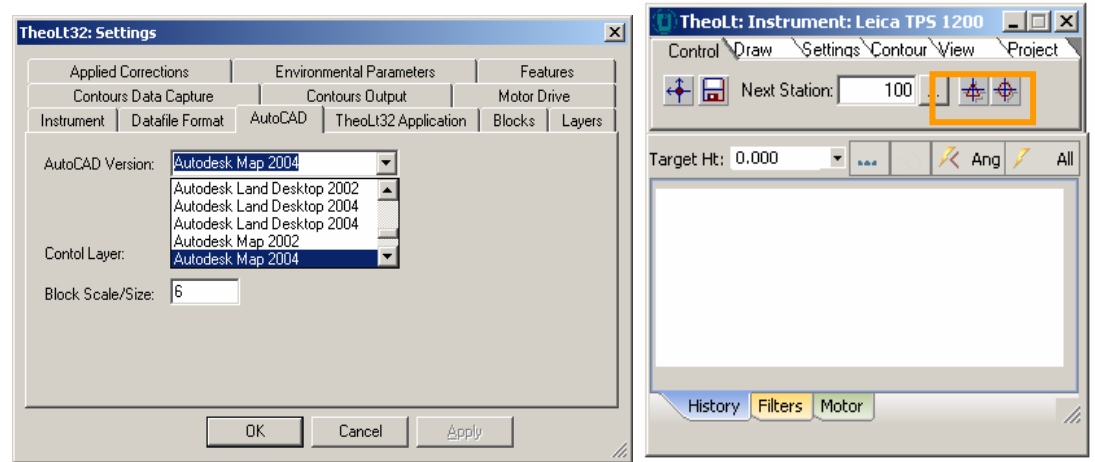 TheoLt32: Settings
Applied Corrections Environmental Parameters Features
Contours Data Capture Contours Output Motor Drive
Instrument Datafile Format AutoCAD TheoLt32 Application Blocks Layers
AutoCAD Version: Autodesk Map 2004
Autodesk Land Desktop 2002
Autodesk Land Desktop 2004
Autodesk Land Desktop 2004
Autodesk Map 2002
Autodesk Map 2004
Contol Layer:
Block Scale/Size: 6
OK Cancel Apply
TheoLt: Instrument: Leica TPS 1200
Control Draw Settings Contour View Project
Next Station: 100 ...
Target Ht: 0.000 ... Ang All
History Filters Motor